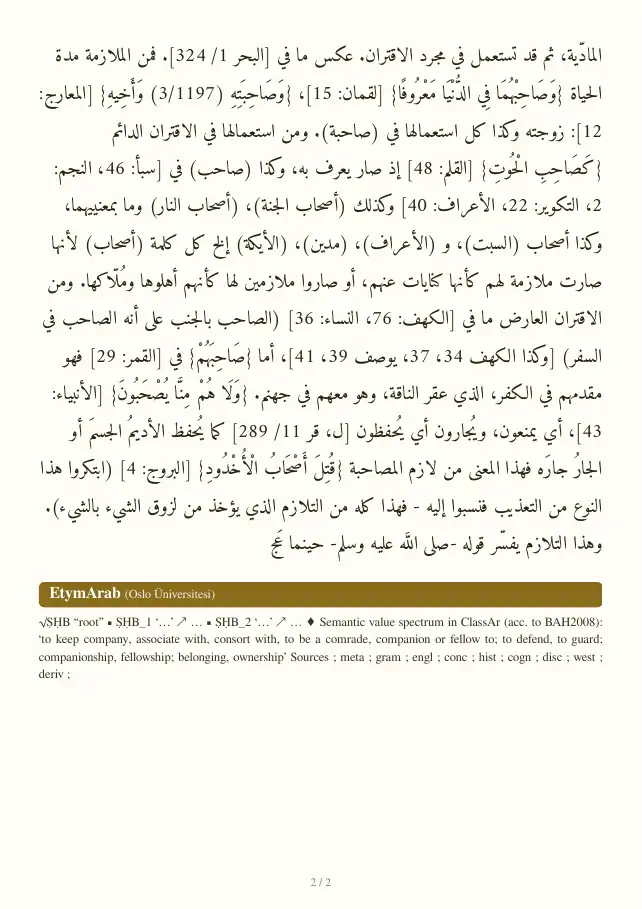 المادّية، ثم قد تستعمل في مجرد الاقتران. عكس ما في [البحر 1/ 324]. فمن الملازمة مدة
الحياة {وَصَاحِبْهُمَا فِي الدُّنْيَا مَعْرُوفًا} [لقمان: 15]، {وَصَاحِبَتِهِ (3/1197) وَأَخِيهِ} [المعارج:
12]: زوجته وكذا كل استعمالها في (صاحبة). ومن استعمالها في الاقتران الدائم
{كَصَاحِبِ الْحُوتِ} [القلم: 48] إذ صار يعرف به، وكذا (صاحب) في [سبأ: 46، النجم:
2، التكوير: 22، الأعراف: 40] وكذلك (أصحاب الجنة)، (أصحاب النار) وما بمعنييهما،
وكذا أصحاب (السبت)، و (الأعراف)، (مدين)، (الأيكة) إلخ كل كلمة (أصحاب) لأنها
صارت ملازمة لهم كأنها كنايات عنهم، أو صاروا ملازمين لها كأنهم أهلوها ومُلّاكها. ومن
الاقتران العارض ما في [الكهف: 76، النساء: 36] (الصاحب بالجنب على أنه الصاحب في
السفر) [وكذا الكهف 34، 37، يوصف 39، 41]، أما {صَاحِبَهُمْ} في [القمر: 29] فهو
مقدمهم في الكفر، الذي عقر الناقة، وهو معهم في جهنم. {وَلَا هُمْ مِنَّا يُصْحَبُونَ} [الأنبياء:
43]، أي يمنعون، ويُجارون أي يُحفظون [ل، قر 11/ 289] كما يُحفظ الأديمُ الجسمَ أو
الجارُ جارَه فهذا المعنى من لازم المصاحبة {قُتِلَ أَصْحَابُ الْأُخْدُودِ} [البروج: 4] (ابتكروا هذا
النوع من التعذيب فنسبوا إليه - فهذا كله من التلازم الذي يؤخذ من لزوق الشيء بالشيء).
وهذا التلازم يفسّر قوله -صلى الله عليه وسلم- حينما عَج
EtymArab (Oslo Üniversitesi)
√ṢḤB “root” ▪ ṢḤB_1 ‘…’ ↗ … ▪ ṢḤB_2 ‘…’ ↗ … ♦ Semantic value spectrum in ClassAr (acc. to BAH2008):
‘to keep company, associate with, consort with, to be a comrade, companion or fellow to; to defend, to guard;
companionship, fellowship; belonging, ownership’ Sources ; meta ; gram ; engl ; conc ; hist ; cogn ; disc ; west ;
deriv ;
2 / 2